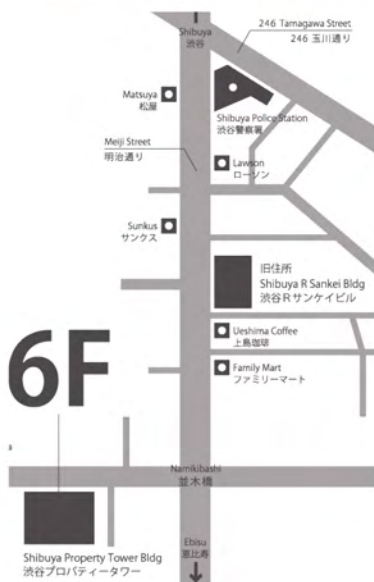 Shibuya
渋谷
246 Tamagawa Street
246 玉川通り
Matsuya
松屋
Shibuya Police Station
渋谷警察署
Meiji Street
明治通り
Lawson
ローソン
Sunkus
サンクス
旧住所
Shibuya R Sankei Bldg
渋谷Rサンケイビル
Ueshima Coffee
上島珈琲
6F
Family Mart
ファミリーマート
Namikibashi
並木橋
Shibuya Property Tower Bldg
渋谷プロパティータワー
Ebisu
恵比寿